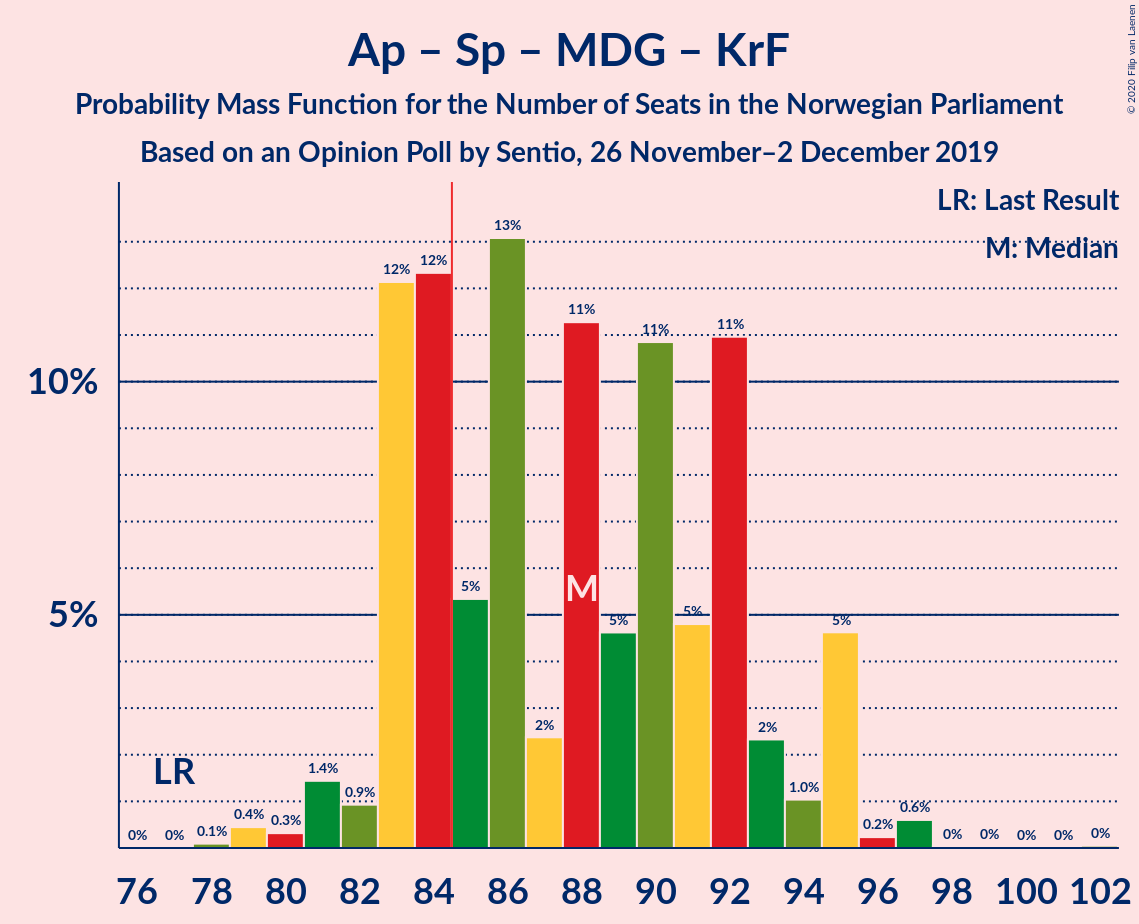 Ap – Sp – MDG – KrF
Probability Mass Function for the Number of Seats in the Norwegian Parliament
Based on an Opinion Poll by Sentio, 26 November–2 December 2019
© 2020 Filip van Laenen
LR: Last Result
M: Median
10%
5%
0% 0% 0.1% 0.4% 0.3% 1.4% 0.9% 12% 12% 5% 13% 2% 11% 5% 11% 5% 11% 2% 1.0% 5% 0.2% 0.6% 0% 0% 0% 0% 0%
LR
M
76 78 80 82 84 86 88 90 92 94 96 98 100 102